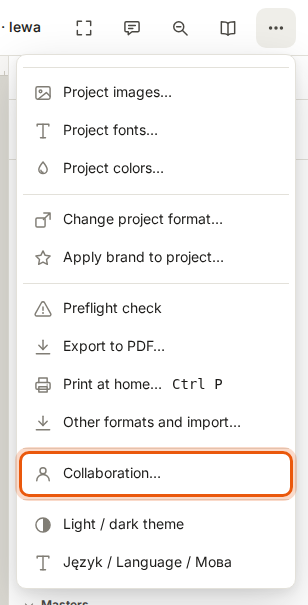 · lewa
Project images...
Project fonts...
Project colors...
Change project format...
Apply brand to project...
Preflight check
Export to PDF...
Print at home... Ctrl P
Other formats and import...
Collaboration...
Light / dark theme
Język / Language / Мова
Masters